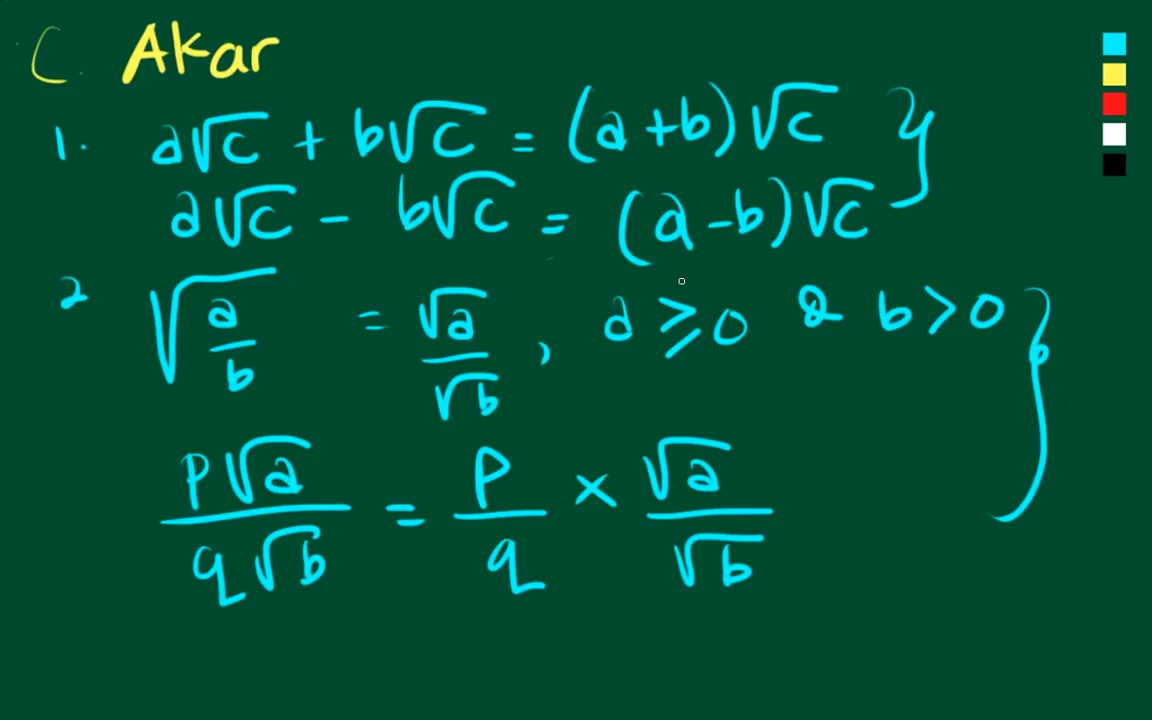 C. Akar
1. a√c + b√c = (a+b)√c }
a√c - b√c = (a-b)√c
2 √(a/b) = √a/√b , a ≥ 0 & b > 0 }
p√a/q√b = p/q × √a/√b